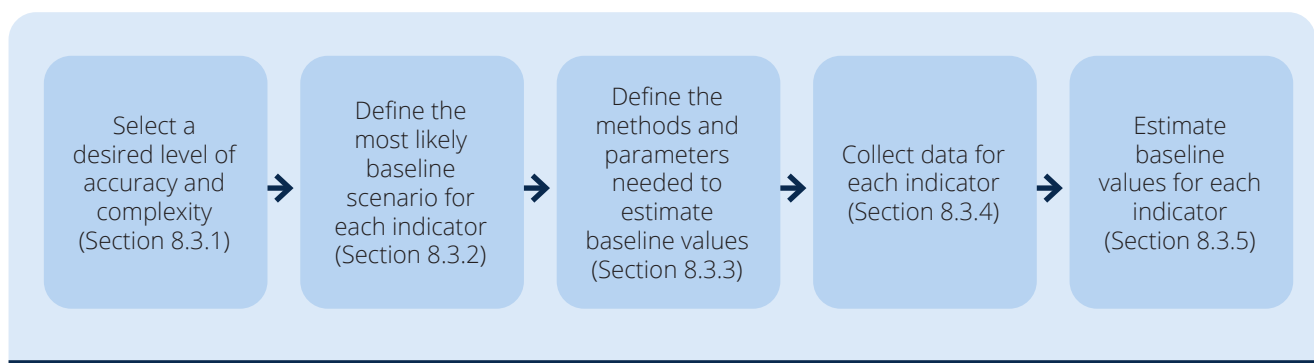 Select a
desired level of
accuracy and
complexity
(Section 8.3.1)
Define the
most likely
baseline
scenario for
each indicator
(Section 8.3.2)
Define the
methods and
parameters
needed to
estimate
baseline values
(Section 8.3.3)
Collect data for
each indicator
(Section 8.3.4)
Estimate
baseline
values for each
indicator
(Section 8.3.5)